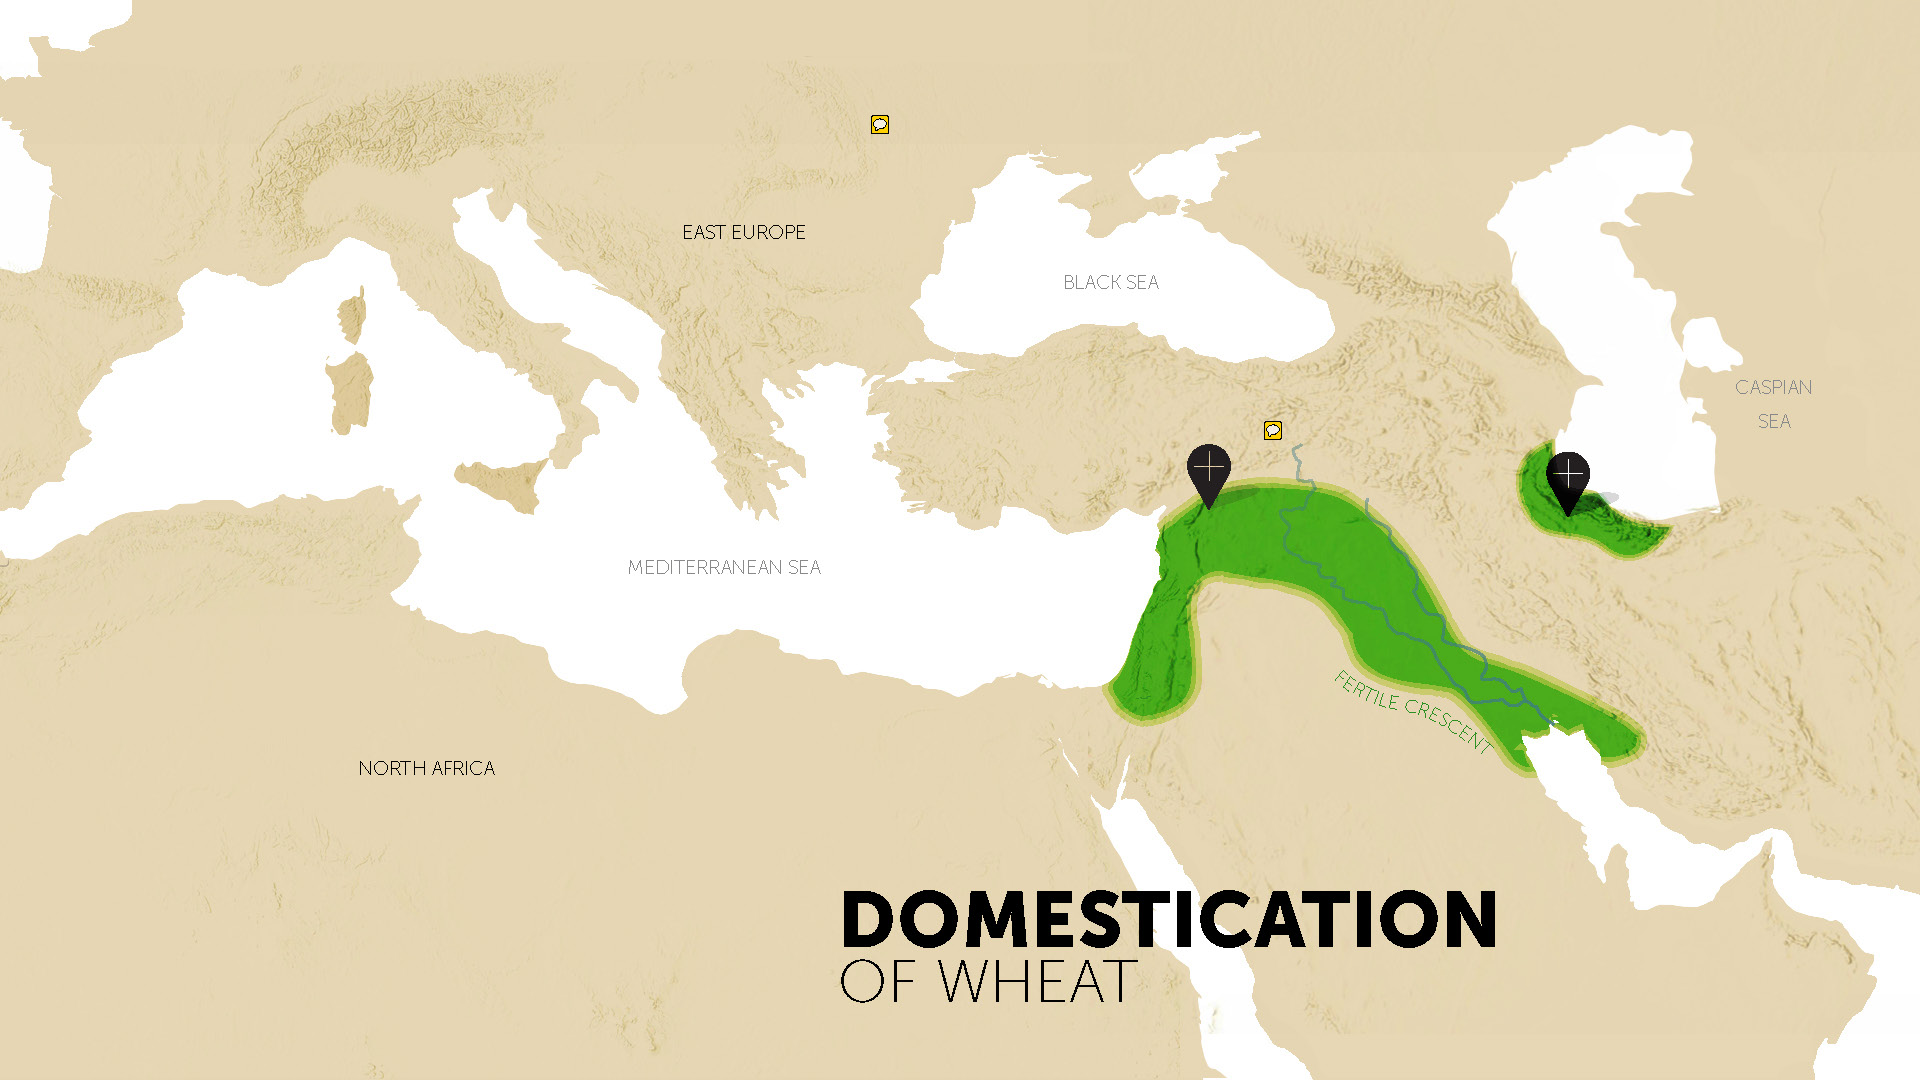 EAST EUROPE
BLACK SEA
CASPIAN
SEA
MEDITERRANEAN SEA
FERTILE CRESCENT
NORTH AFRICA
DOMESTICATION
OF WHEAT